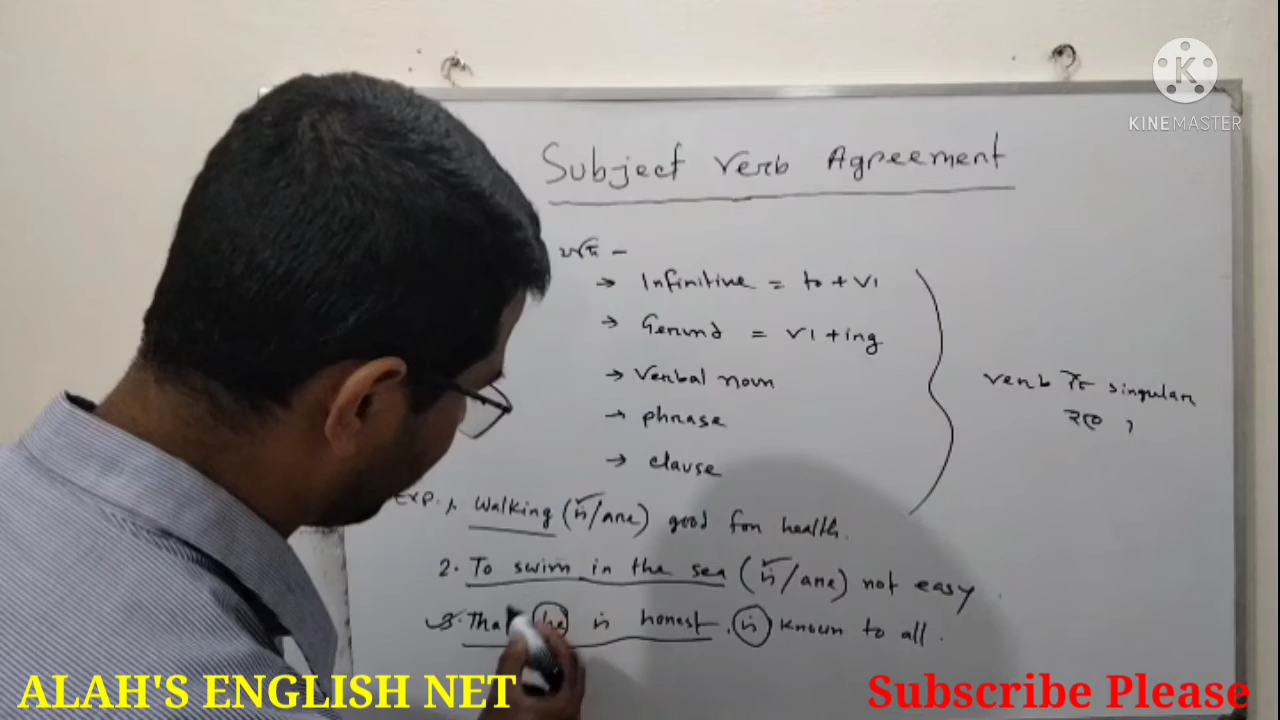 KINEMASTER
Subject Verb Agreement
যদি –
→ Infinitive = to + V1
→ Gerund = V1 + ing
→ Verbal noun
→ phrase
→ clause
verb টি singular
হবে ,
Exp. 1. Walking (is/are) good for health.
2. To swim in the sea (is/are) not easy.
3. That he is honest, is known to all.
ALAH'S ENGLISH NET
Subscribe Please